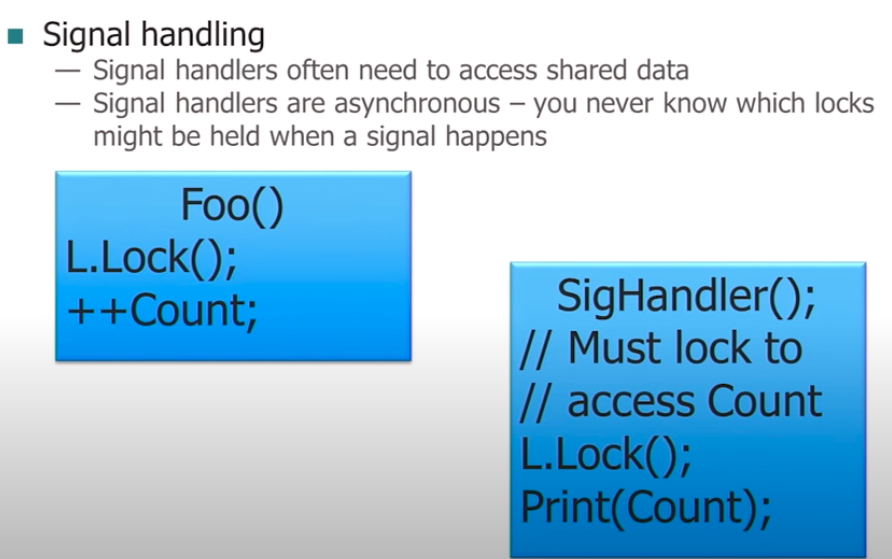 Signal handling
— Signal handlers often need to access shared data
— Signal handlers are asynchronous – you never know which locks
might be held when a signal happens
Foo()
L.Lock();
++Count;
SigHandler();
// Must lock to
// access Count
L.Lock();
Print(Count);